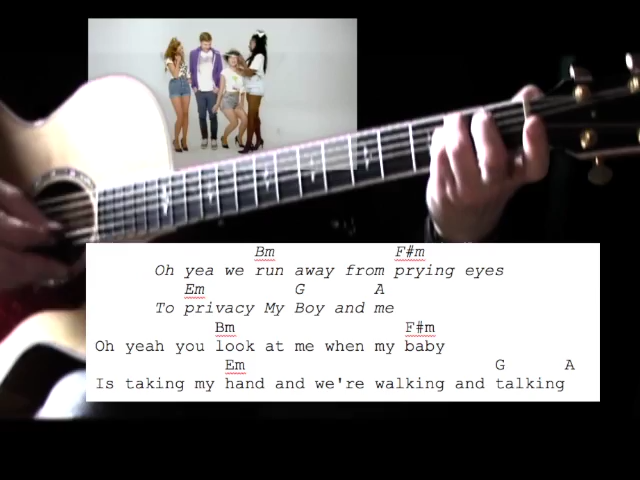 Bm F#m
Oh yea we run away from prying eyes
Em G A
To privacy My Boy and me
Bm F#m
Oh yeah you look at me when my baby
Em G A
Is taking my hand and we're walking and talking